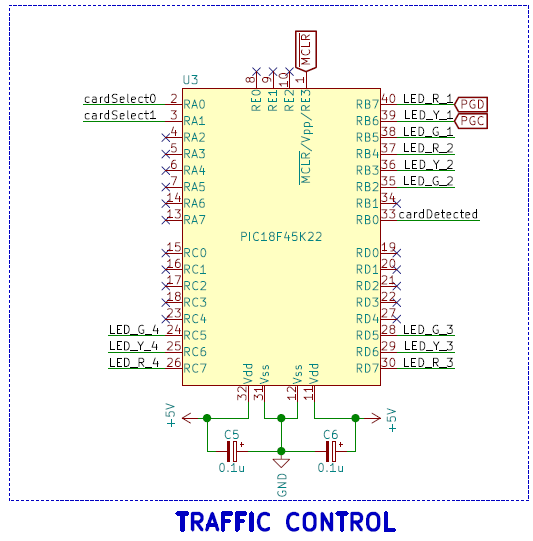 MCLR
U3
8 9 10 1
RE0 RE1 RE2 MCLR/Vpp/RE3
cardSelect0 2 RA0 RB7 40 LED_R_1 PGD
cardSelect1 3 RA1 RB6 39 LED_Y_1 PGC
4 RA2 RB5 38 LED_G_1
5 RA3 RB4 37 LED_R_2
6 RA4 RB3 36 LED_Y_2
7 RA5 RB2 35 LED_G_2
14 RA6 RB1 34
13 RA7 RB0 33 cardDetected
PIC18F45K22
15 RC0 RD0 19
16 RC1 RD1 20
17 RC2 RD2 21
18 RC3 RD3 22
23 RC4 RD4 27
LED_G_4 24 RC5 RD5 28 LED_G_3
LED_Y_4 25 RC6 RD6 29 LED_Y_3
LED_R_4 26 RC7 RD7 30 LED_R_3
Vdd Vss Vss Vdd
32 31 12 11
+5V +5V
C5 C6
+ +
0.1u 0.1u
GND
TRAFFIC CONTROL